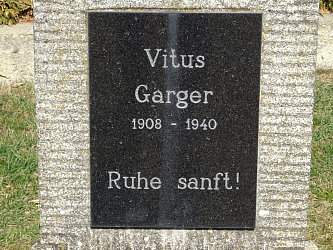 Vitus
Garger
1908 - 1940
Ruhe sanft!